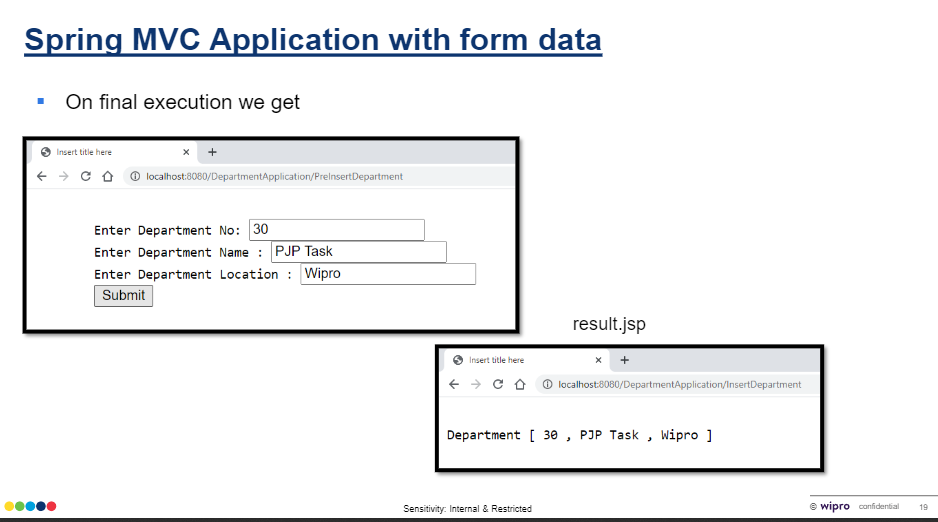 Spring MVC Application with form data
On final execution we get
Insert title here
localhost:8080/DepartmentApplication/PreInsertDepartment
Enter Department No: 30
Enter Department Name : PJP Task
Enter Department Location : Wipro
Submit
result.jsp
Insert title here
localhost:8080/DepartmentApplication/InsertDepartment
Department [ 30 , PJP Task , Wipro ]
Sensitivity: Internal & Restricted
© wipro confidential 19